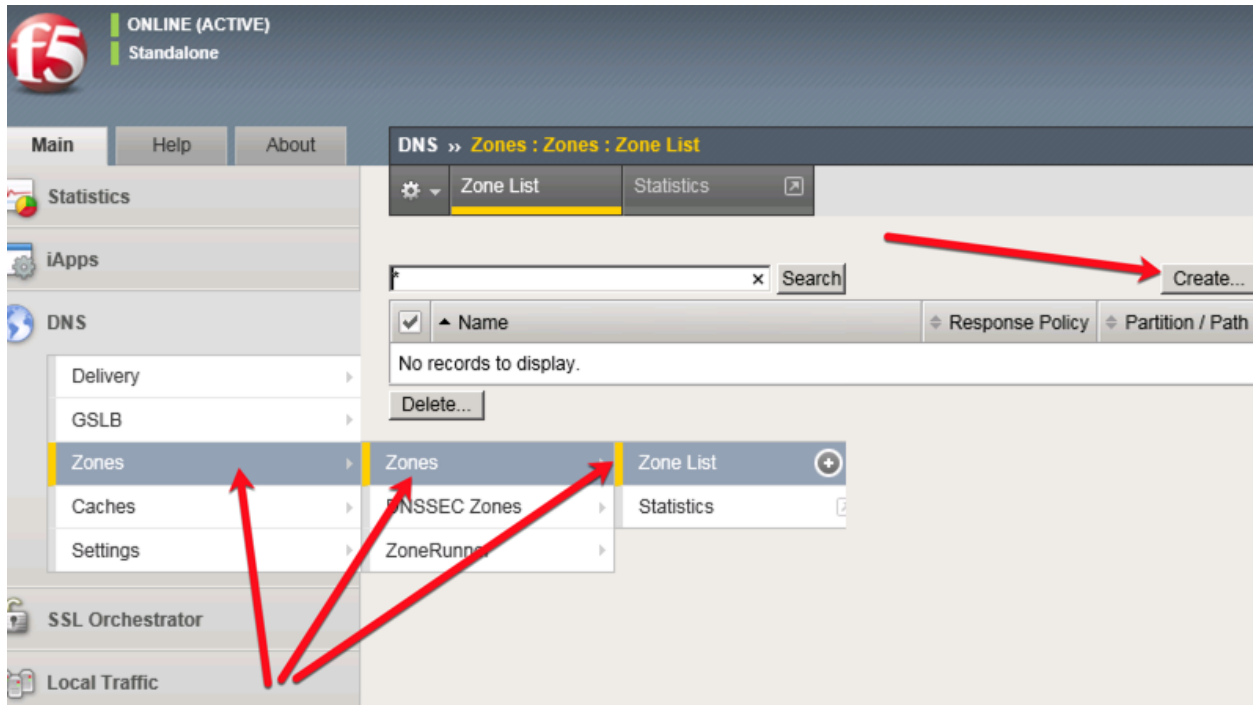 f5
ONLINE (ACTIVE)
Standalone
Main Help About
DNS » Zones : Zones : Zone List
Zone List Statistics
Statistics
iApps
* × Search Create...
Name Response Policy Partition / Path
DNS
No records to display.
Delivery
Delete...
GSLB
Zones Zones Zone List
Caches DNSSEC Zones Statistics
Settings ZoneRunner
SSL Orchestrator
Local Traffic